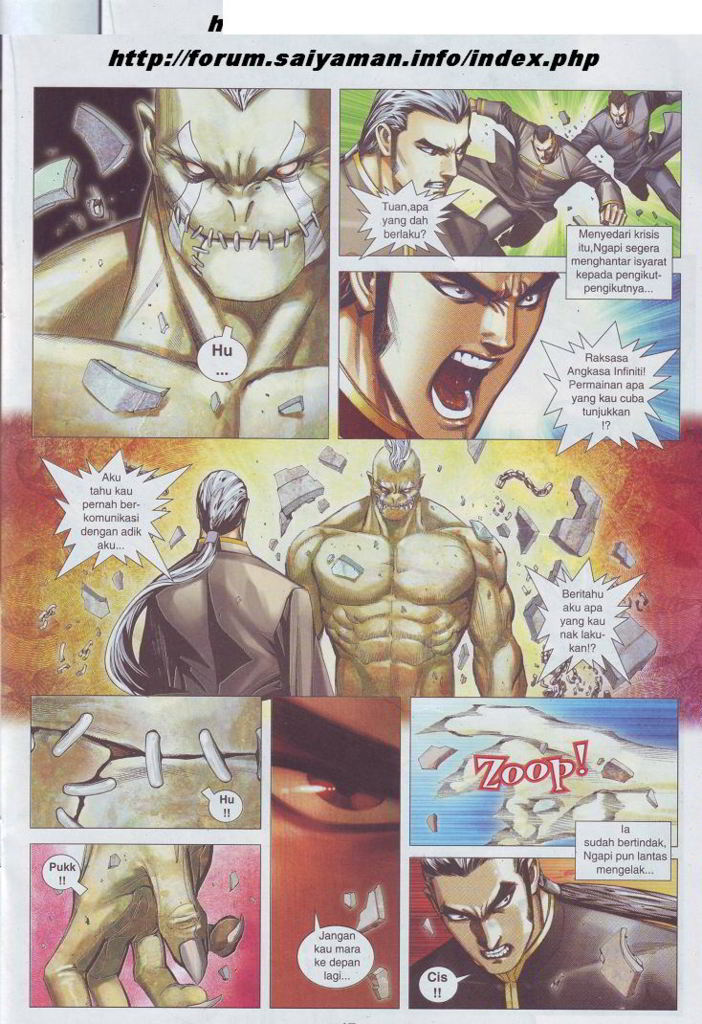 h
http://forum.saiyaman.info/index.php
Hu
...
Tuan,apa
yang dah
berlaku?
Menyedari krisis
itu,Ngapi segera
menghantar isyarat
kepada pengikut-
pengikutnya...
Raksasa
Angkasa Infiniti!
Permainan apa
yang kau cuba
tunjukkan
!?
Aku
tahu kau
pernah ber-
komunikasi
dengan adik
aku...
Beritahu
aku apa
yang kau
nak laku-
kan!?
Hu
!!
Zoop!
Ia
sudah bertindak,
Ngapi pun lantas
mengelak...
Pukk
!!
Jangan
kau mara
ke depan
lagi...
Cis
!!